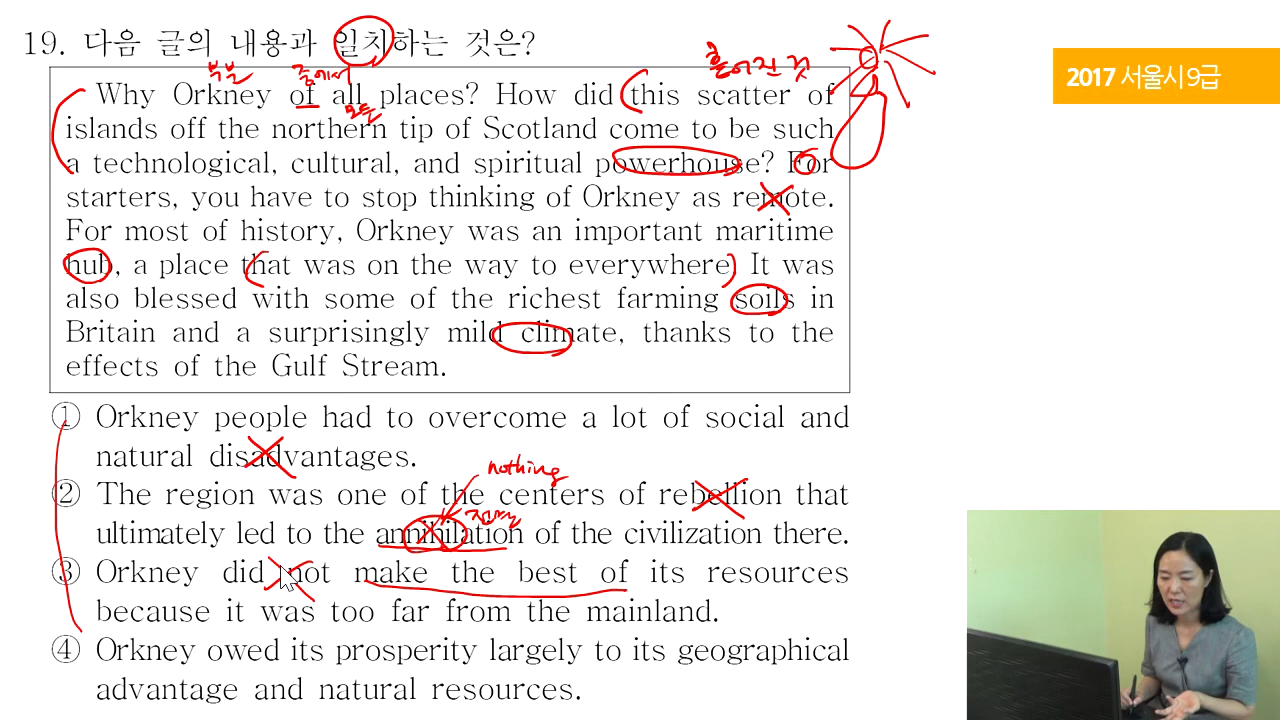 19. 다음 글의 내용과 일치하는 것은?
2017 서울시 9급
부분 중에서 흩어진 것
Why Orkney of all places? How did this scatter of
모든
islands off the northern tip of Scotland come to be such
a technological, cultural, and spiritual powerhouse? For
starters, you have to stop thinking of Orkney as remote.
For most of history, Orkney was an important maritime
hub, a place that was on the way to everywhere. It was
also blessed with some of the richest farming soils in
Britain and a surprisingly mild climate, thanks to the
effects of the Gulf Stream.
① Orkney people had to overcome a lot of social and
natural disadvantages.
nothing
② The region was one of the centers of rebellion that
ultimately led to the annihilation of the civilization there.
③ Orkney did not make the best of its resources
because it was too far from the mainland.
④ Orkney owed its prosperity largely to its geographical
advantage and natural resources.